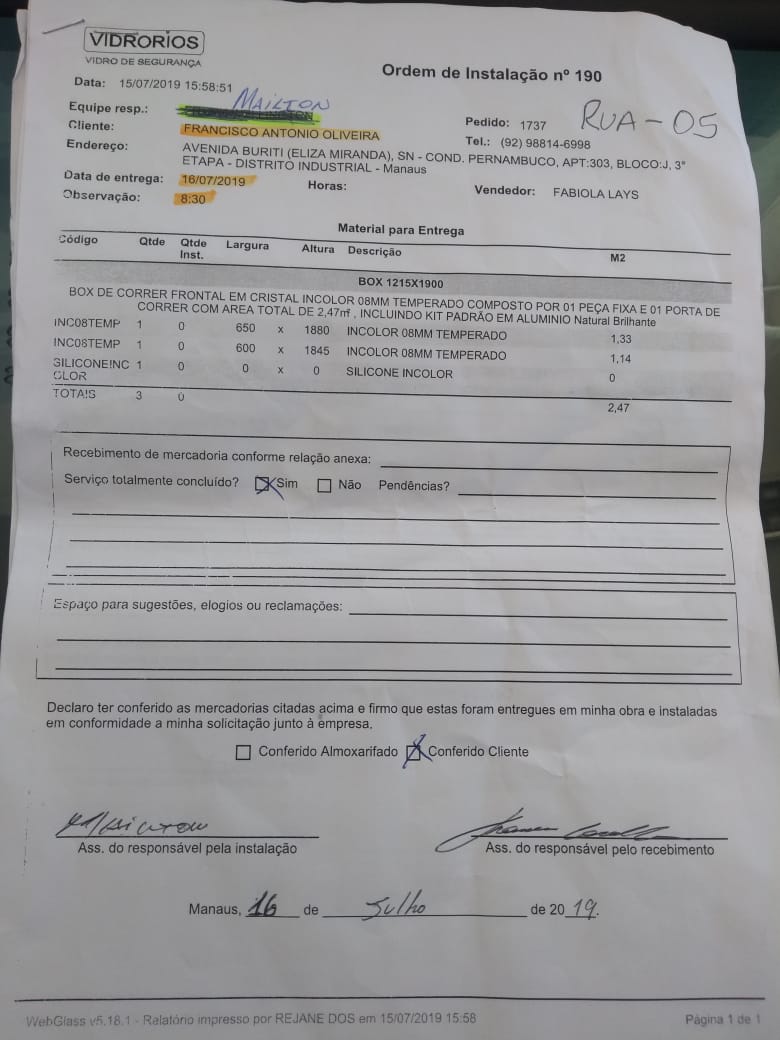 VIDRORIOS
VIDRO DE SEGURANÇA
Ordem de Instalação nº 190
Data: 15/07/2019 15:58:51
MAILTON
Equipe resp.:
Pedido: 1737
RUA-05
Cliente: FRANCISCO ANTONIO OLIVEIRA
Tel.: (92) 98814-6998
Endereço: AVENIDA BURITI (ELIZA MIRANDA), SN - COND. PERNAMBUCO, APT:303, BLOCO:J, 3ª
ETAPA - DISTRITO INDUSTRIAL - Manaus
Data de entrega: 16/07/2019 Horas: Vendedor: FABIOLA LAYS
Observação: 8:30
Material para Entrega
Código Qtde Qtde Inst. Largura Altura Descrição M2
BOX 1215X1900
BOX DE CORRER FRONTAL EM CRISTAL INCOLOR 08MM TEMPERADO COMPOSTO POR 01 PEÇA FIXA E 01 PORTA DE
CORRER COM AREA TOTAL DE 2,47m², INCLUINDO KIT PADRÃO EM ALUMINIO Natural Brilhante
INC08TEMP 1 0 650 x 1880 INCOLOR 08MM TEMPERADO 1,33
INC08TEMP 1 0 600 x 1845 INCOLOR 08MM TEMPERADO 1,14
SILICONEINC 1 0 0 x 0 SILICONE INCOLOR 0
OLOR
TOTAIS 3 0 2,47
Recebimento de mercadoria conforme relação anexa:
Serviço totalmente concluído? Sim Não Pendências?
Espaço para sugestões, elogios ou reclamações:
Declaro ter conferido as mercadorias citadas acima e firmo que estas foram entregues em minha obra e instaladas
em conformidade a minha solicitação junto à empresa.
Conferido Almoxarifado Conferido Cliente
Ass. do responsável pela instalação Ass. do responsável pelo recebimento
Manaus, 16 de Julho de 2019.
WebGlass v5.18.1 - Relatório impresso por REJANE DOS em 15/07/2019 15:58 Página 1 de 1